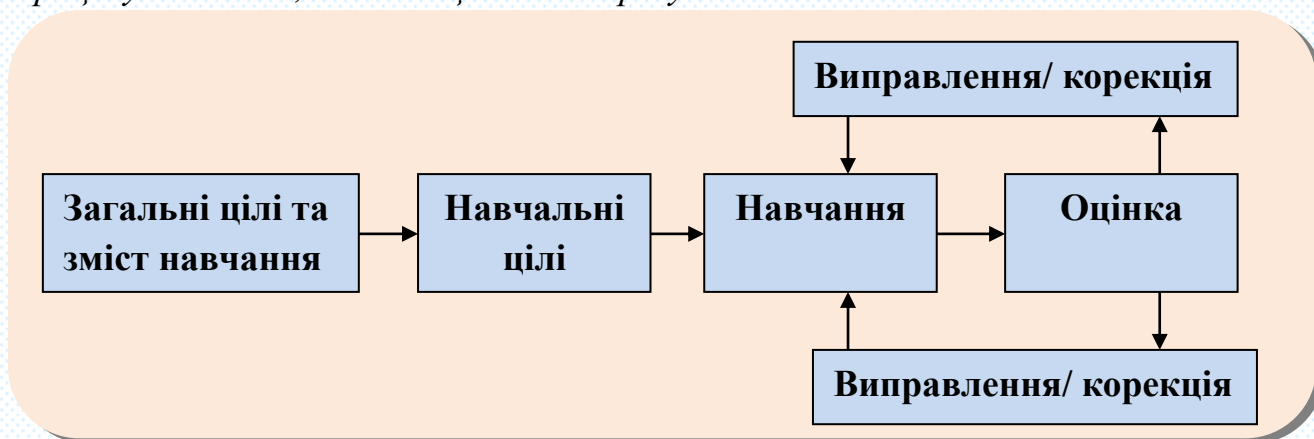 Виправлення/ корекція
Загальні цілі та
зміст навчання
Навчальні
цілі
Навчання
Оцінка
Виправлення/ корекція